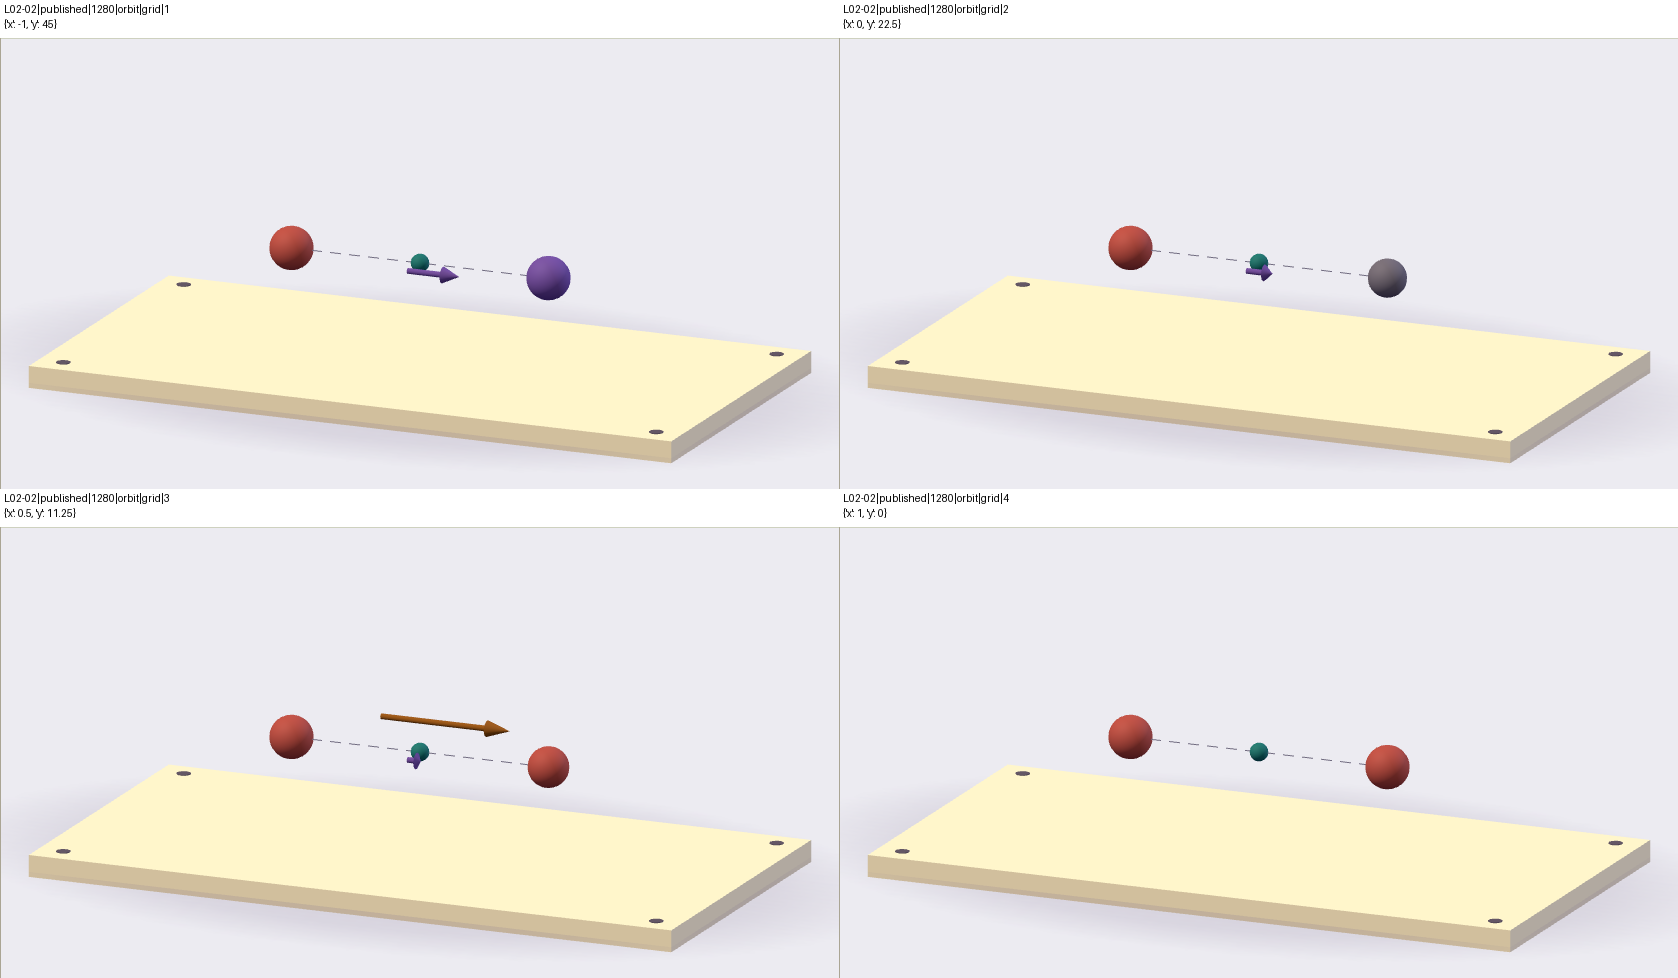 L02-02|published|1280|orbit|grid|1
{'x': -1, 'y': 45}
L02-02|published|1280|orbit|grid|2
{'x': 0, 'y': 22.5}
L02-02|published|1280|orbit|grid|3
{'x': 0.5, 'y': 11.25}
L02-02|published|1280|orbit|grid|4
{'x': 1, 'y': 0}